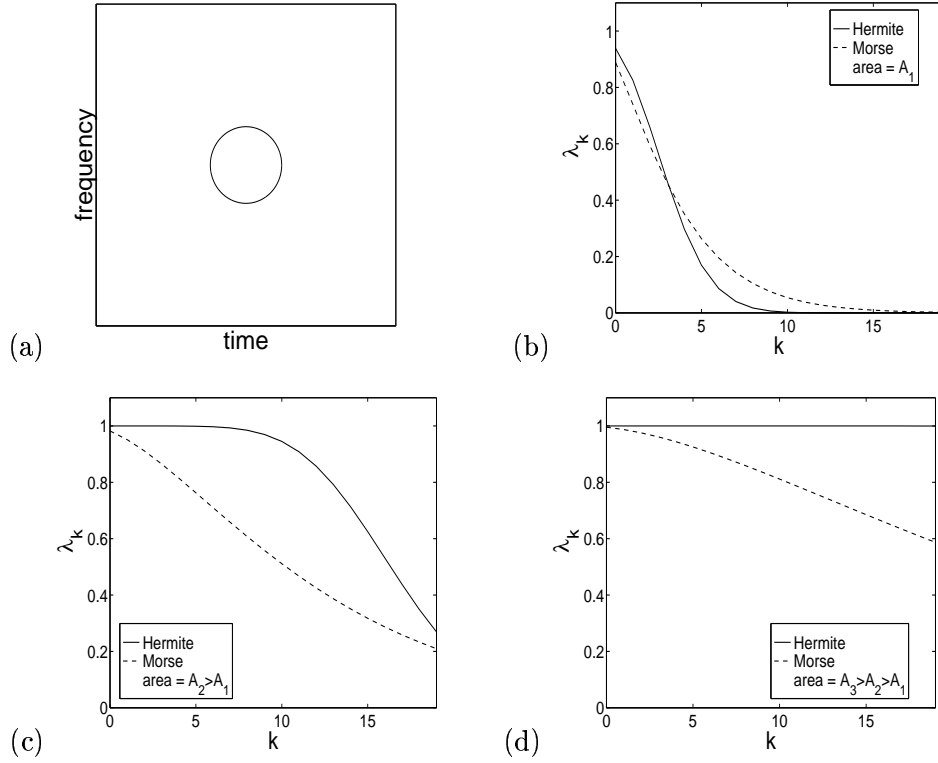 frequency
time
(a)
1
0.8
0.6
0.4
0.2
0
0 5 10 15
λk
k
Hermite
Morse
area = A1
(b)
1
0.8
0.6
0.4
0.2
0
0 5 10 15
λk
k
Hermite
Morse
area = A2>A1
(c)
1
0.8
0.6
0.4
0.2
0
0 5 10 15
λk
k
Hermite
Morse
area = A3>A2>A1
(d)